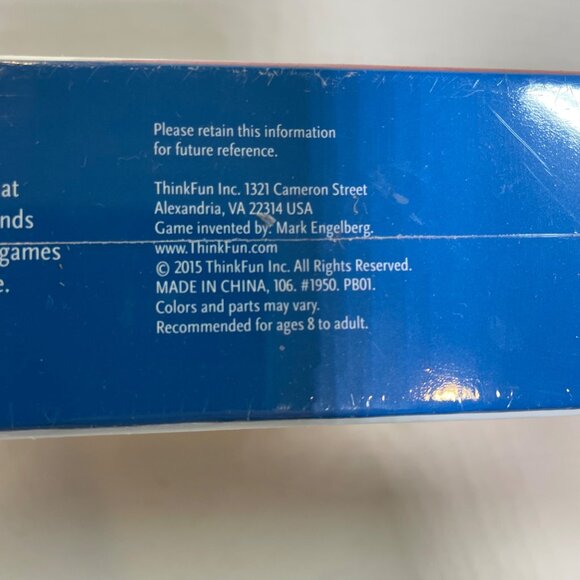 at
nds
games
e.
Please retain this information
for future reference.
ThinkFun Inc. 1321 Cameron Street
Alexandria, VA 22314 USA
Game invented by: Mark Engelberg.
www.ThinkFun.com
© 2015 ThinkFun Inc. All Rights Reserved.
MADE IN CHINA, 106. #1950. PB01.
Colors and parts may vary.
Recommended for ages 8 to adult.